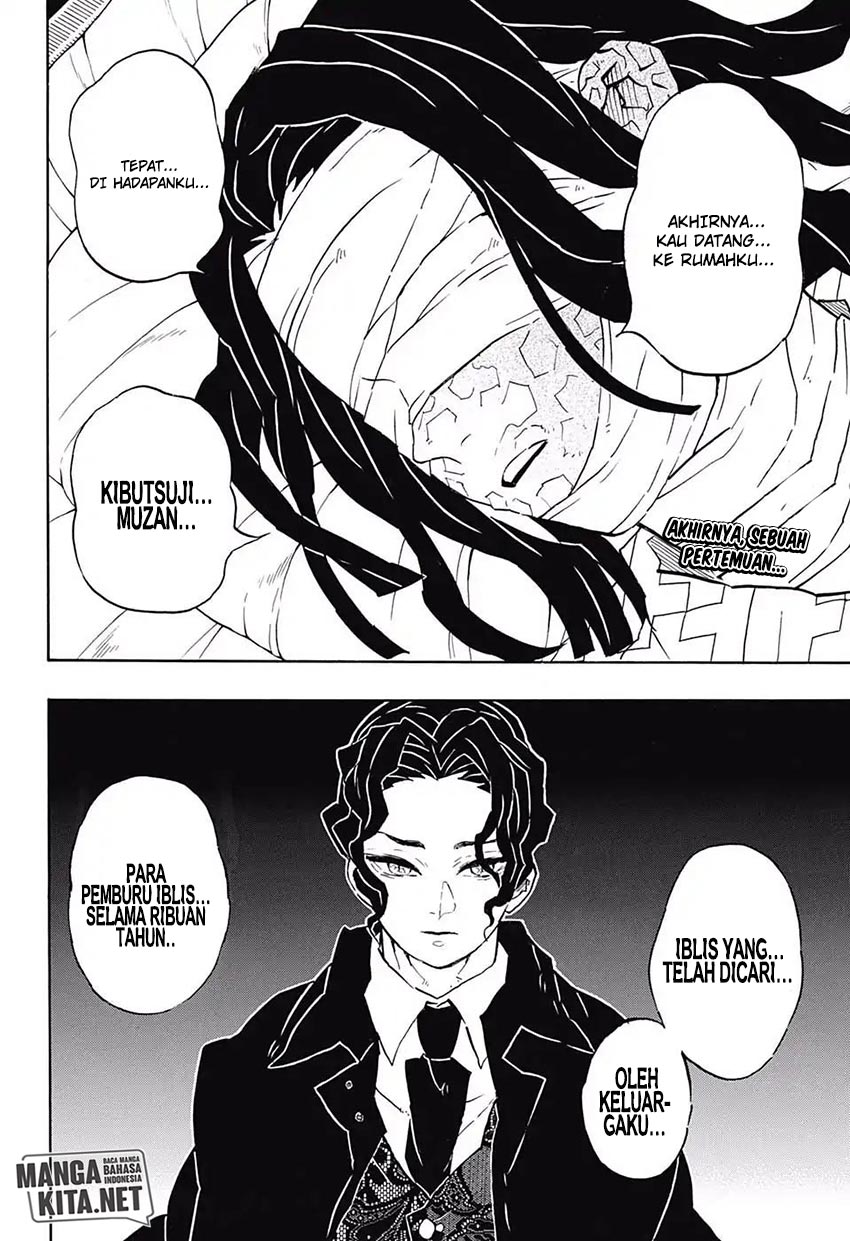 AKHIRNYA...
KAU DATANG...
KE RUMAHKU...
TEPAT...
DI HADAPANKU...
KIBUTSUJI...
MUZAN...
AKHIRNYA, SEBUAH
PERTEMUAN...
IBLIS YANG...
TELAH DICARI...
OLEH
KELUAR-
GAKU...
PARA
PEMBURU IBLIS...
SELAMA RIBUAN
TAHUN..
MANGA
KITA.NET
BACA MANGA
BAHASA
INDONESIA